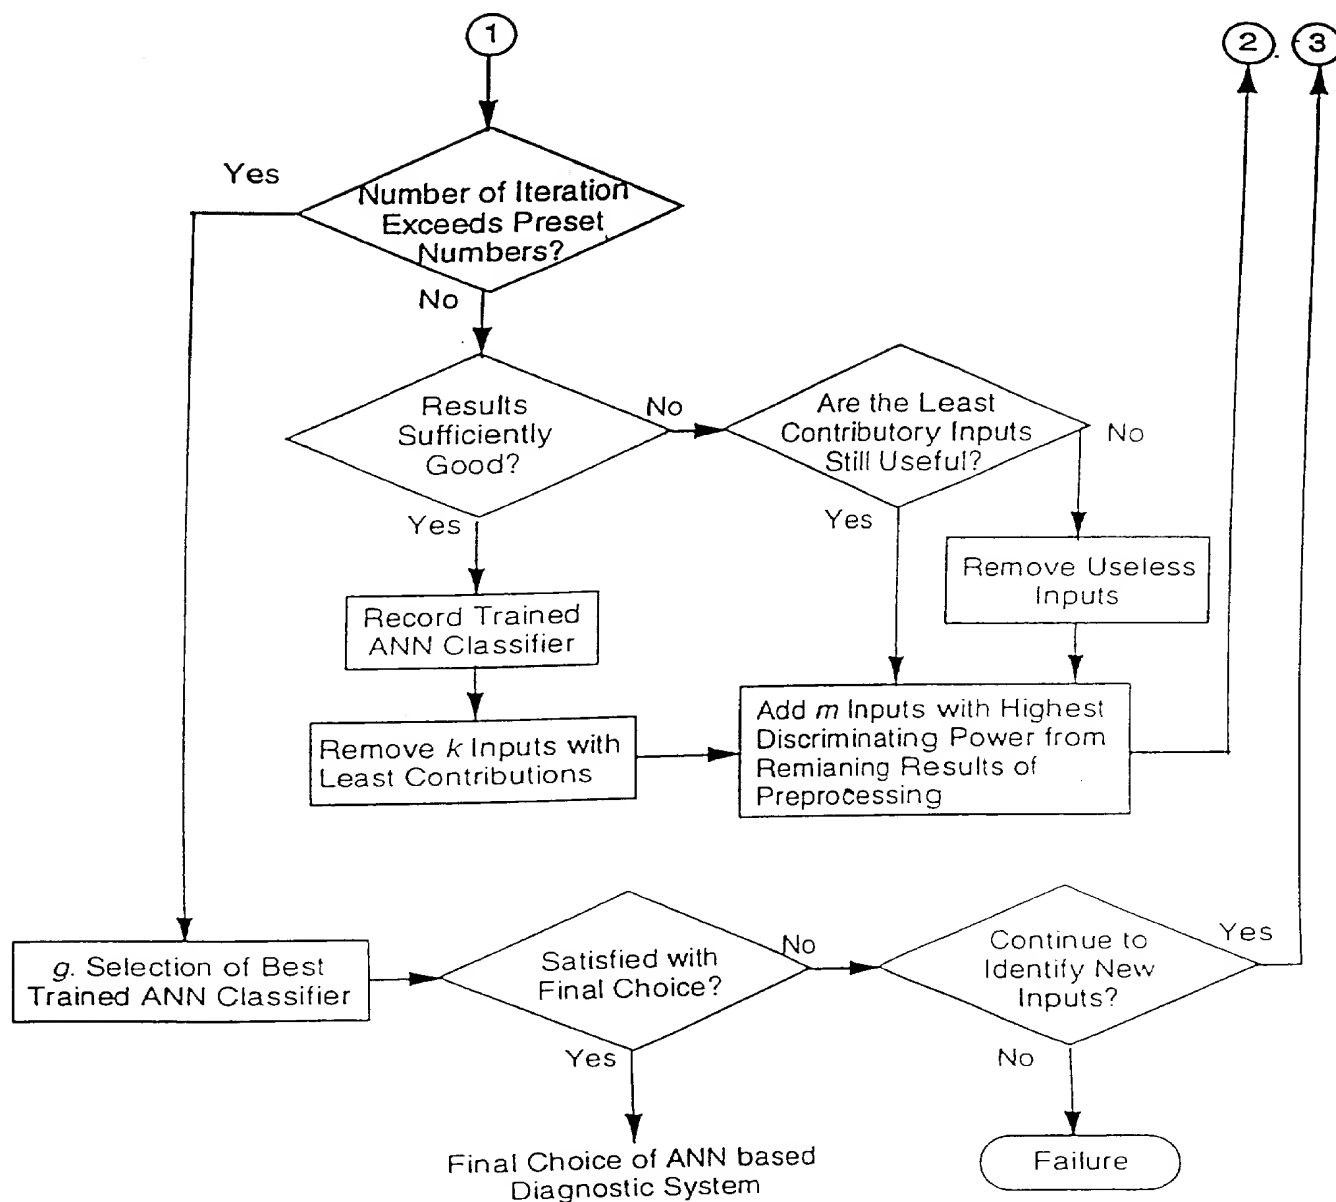 1
2
3
Yes
Number of Iteration
Exceeds Preset
Numbers?
No
Results
Sufficiently
Good?
No
Are the Least
Contributory Inputs
Still Useful?
No
Yes
Yes
Remove Useless
Inputs
Record Trained
ANN Classifier
Remove k Inputs with
Least Contributions
Add m Inputs with Highest
Discriminating Power from
Remianing Results of
Preprocessing
g. Selection of Best
Trained ANN Classifier
Satisfied with
Final Choice?
No
Continue to
Identify New
Inputs?
Yes
Yes
No
Final Choice of ANN based
Diagnostic System
Failure